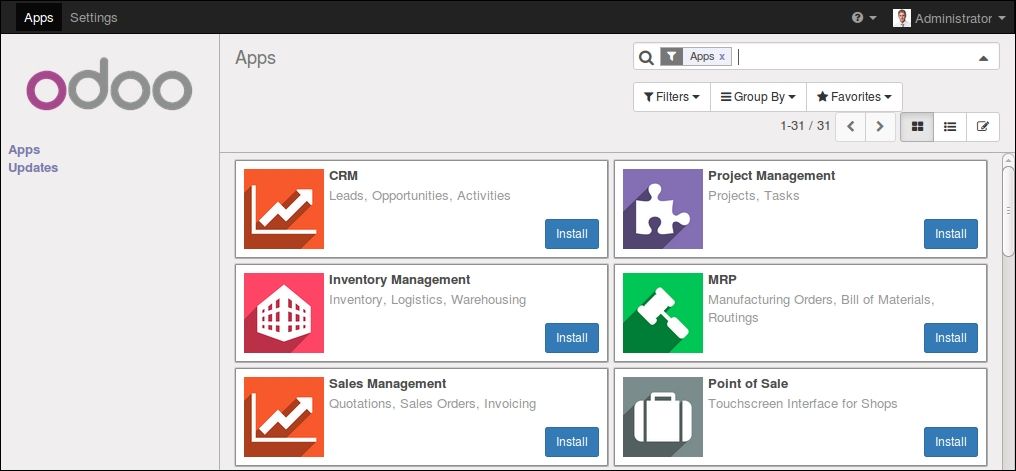 Apps Settings
Administrator
odoo
Apps
Updates
Apps
Apps x
Filters Group By Favorites
1-31 / 31
CRM
Leads, Opportunities, Activities
Install
Project Management
Projects, Tasks
Install
Inventory Management
Inventory, Logistics, Warehousing
Install
MRP
Manufacturing Orders, Bill of Materials,
Routings
Install
Sales Management
Quotations, Sales Orders, Invoicing
Install
Point of Sale
Touchscreen Interface for Shops
Install